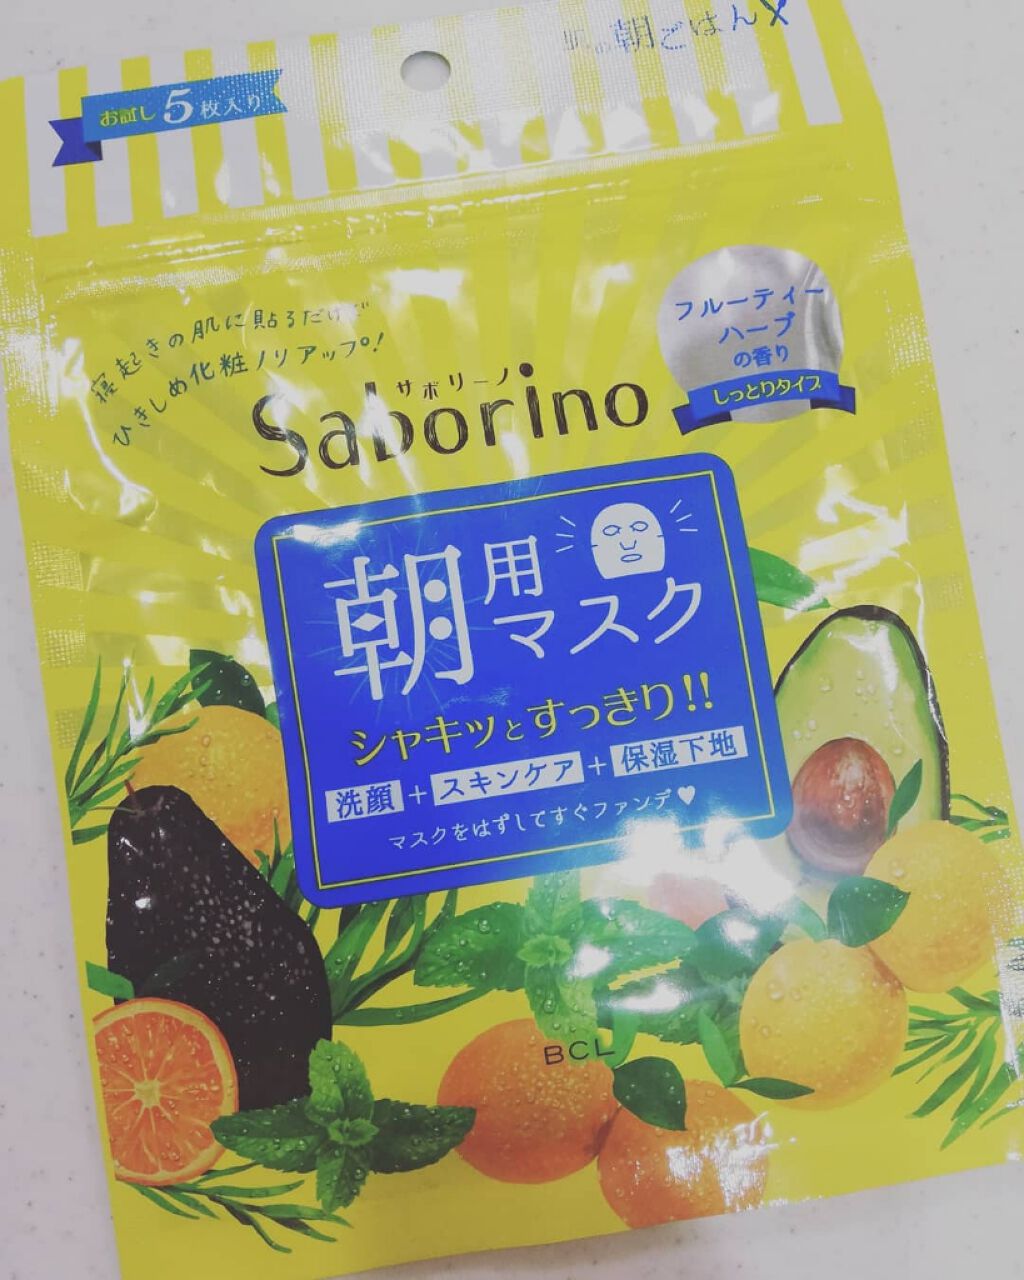 肌の朝ごはん
お試し5枚入り
寝起きの肌に貼るだけで
ひきしめ化粧ノリアップ!
サボリーノ
Saborino
フルーティー
ハーブ
の香り
しっとりタイプ
朝用
マスク
シャキッとすっきり!!
洗顔+スキンケア+保湿下地
マスクをはずしてすぐファンデ♥
BCL